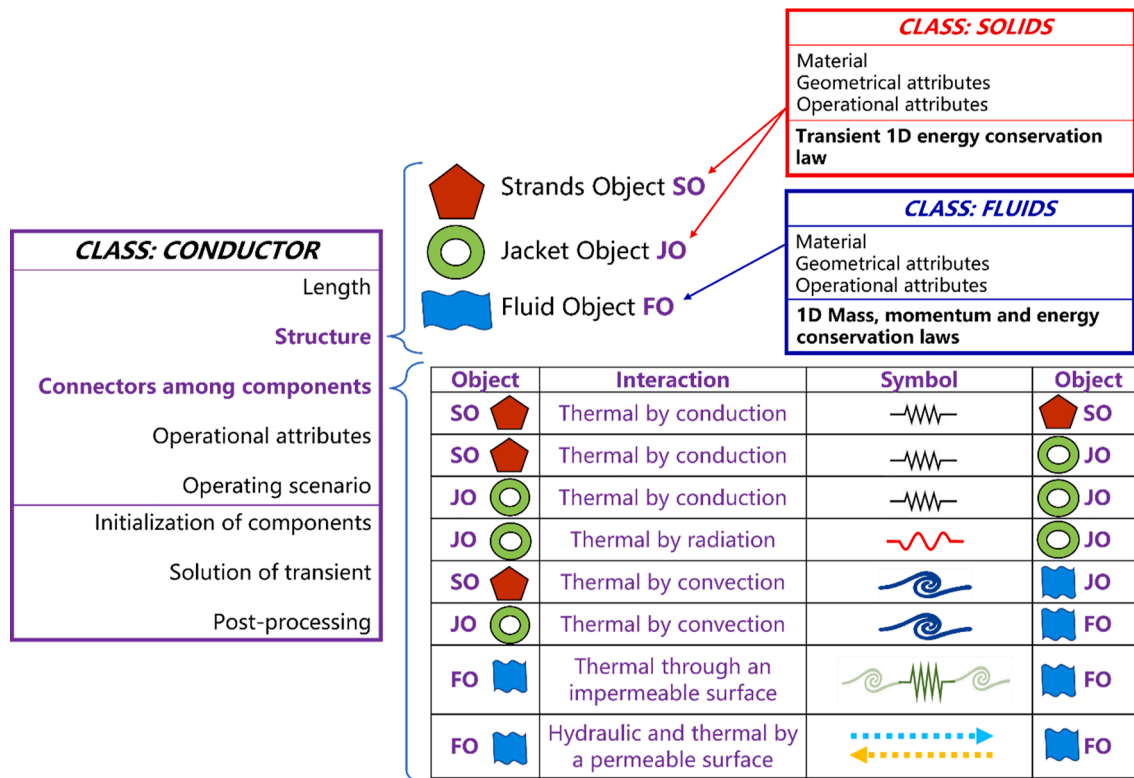 CLASS: SOLIDS
Material
Geometrical attributes
Operational attributes
Transient 1D energy conservation
law
Strands Object SO
Jacket Object JO
Fluid Object FO
CLASS: FLUIDS
Material
Geometrical attributes
Operational attributes
1D Mass, momentum and energy
conservation laws
CLASS: CONDUCTOR
Length
Structure
Connectors among components
Operational attributes
Operating scenario
Initialization of components
Solution of transient
Post-processing
Object Interaction Symbol Object
SO Thermal by conduction SO
SO Thermal by conduction JO
JO Thermal by conduction JO
JO Thermal by radiation JO
SO Thermal by convection JO
JO Thermal by convection FO
FO Thermal through an
impermeable surface FO
FO Hydraulic and thermal by
a permeable surface FO